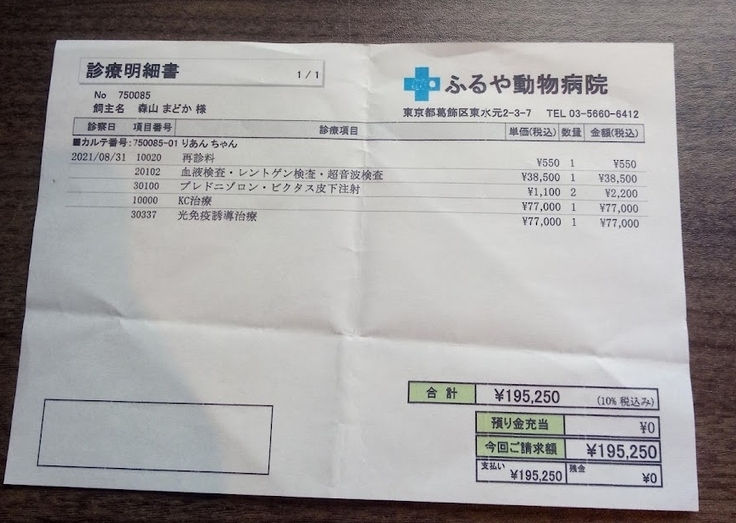 診療明細書 1/1
No 750085
飼主名 森山 まどか 様
ふるや動物病院
東京都葛飾区東水元2-3-7 TEL 03-5660-6412
診察日 項目番号 診療項目 単価(税込) 数量 金額(税込)
■カルテ番号:750085-01 りあん ちゃん
2021/08/31 10020 再診料 ¥550 1 ¥550
20102 血液検査・レントゲン検査・超音波検査 ¥38,500 1 ¥38,500
30100 プレドニゾロン・ビクタス皮下注射 ¥1,100 2 ¥2,200
10000 KC治療 ¥77,000 1 ¥77,000
30337 光免疫誘導治療 ¥77,000 1 ¥77,000
合計 ¥195,250 (10% 税込み)
預り金充当 ¥0
今回ご請求額 ¥195,250
支払い ¥195,250 残金 ¥0